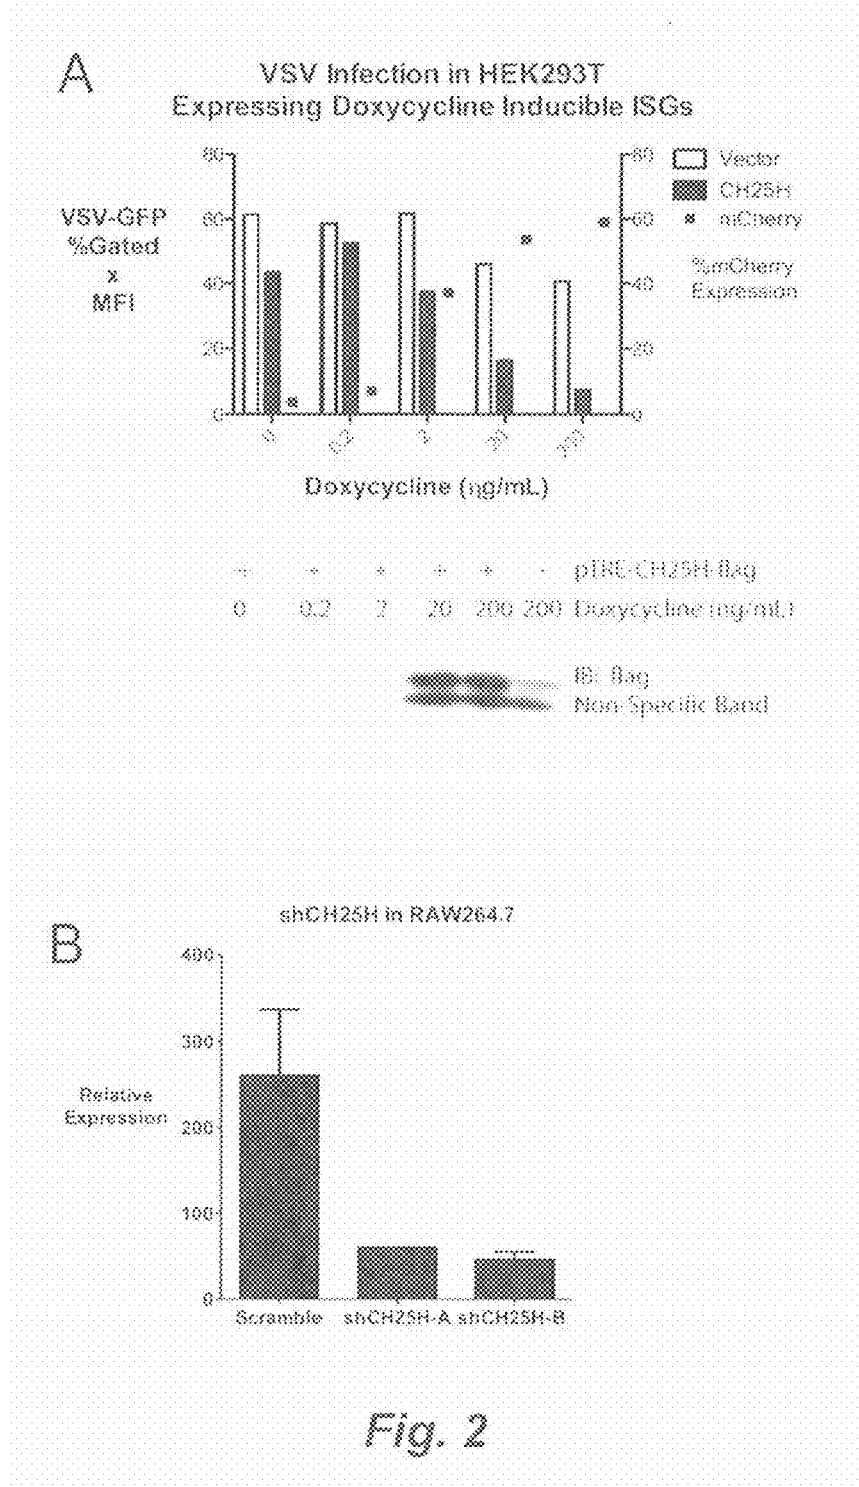 A
VSV Infection in HEK293T
Expressing Doxycycline Inducible ISGs
VSV-GFP
%Gated
x
MFI
80
60
40
20
0
80
60
40
20
0
Vector
CH25H
mCherry
%mCherry
Expression
0
0.2
2
20
200
Doxycycline (ng/mL)
+ + + + + - pTRE-CH25H-flag
0 0.2 2 20 200 200 Doxycycline (ng/mL)
IB: flag
Non-Specific Band
B
shCH25H in RAW264.7
Relative
Expression
400
300
200
100
0
Scramble shCH25H-A shCH25H-B
Fig. 2